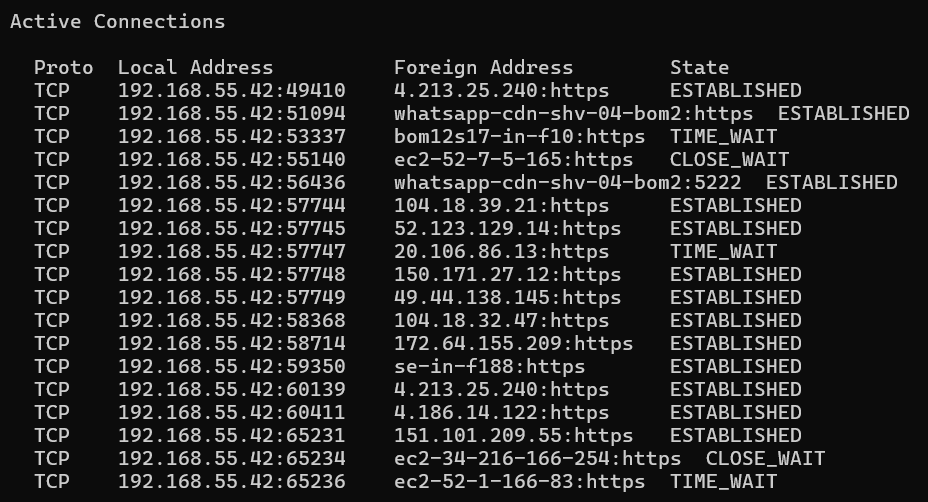 Active Connections
Proto  Local Address          Foreign Address        State
TCP    192.168.55.42:49410    4.213.25.240:https     ESTABLISHED
TCP    192.168.55.42:51094    whatsapp-cdn-shv-04-bom2:https  ESTABLISHED
TCP    192.168.55.42:53337    bom12s17-in-f10:https  TIME_WAIT
TCP    192.168.55.42:55140    ec2-52-7-5-165:https   CLOSE_WAIT
TCP    192.168.55.42:56436    whatsapp-cdn-shv-04-bom2:5222  ESTABLISHED
TCP    192.168.55.42:57744    104.18.39.21:https     ESTABLISHED
TCP    192.168.55.42:57745    52.123.129.14:https    ESTABLISHED
TCP    192.168.55.42:57747    20.106.86.13:https     TIME_WAIT
TCP    192.168.55.42:57748    150.171.27.12:https    ESTABLISHED
TCP    192.168.55.42:57749    49.44.138.145:https    ESTABLISHED
TCP    192.168.55.42:58368    104.18.32.47:https     ESTABLISHED
TCP    192.168.55.42:58714    172.64.155.209:https   ESTABLISHED
TCP    192.168.55.42:59350    se-in-f188:https       ESTABLISHED
TCP    192.168.55.42:60139    4.213.25.240:https     ESTABLISHED
TCP    192.168.55.42:60411    4.186.14.122:https     ESTABLISHED
TCP    192.168.55.42:65231    151.101.209.55:https   ESTABLISHED
TCP    192.168.55.42:65234    ec2-34-216-166-254:https  CLOSE_WAIT
TCP    192.168.55.42:65236    ec2-52-1-166-83:https  TIME_WAIT